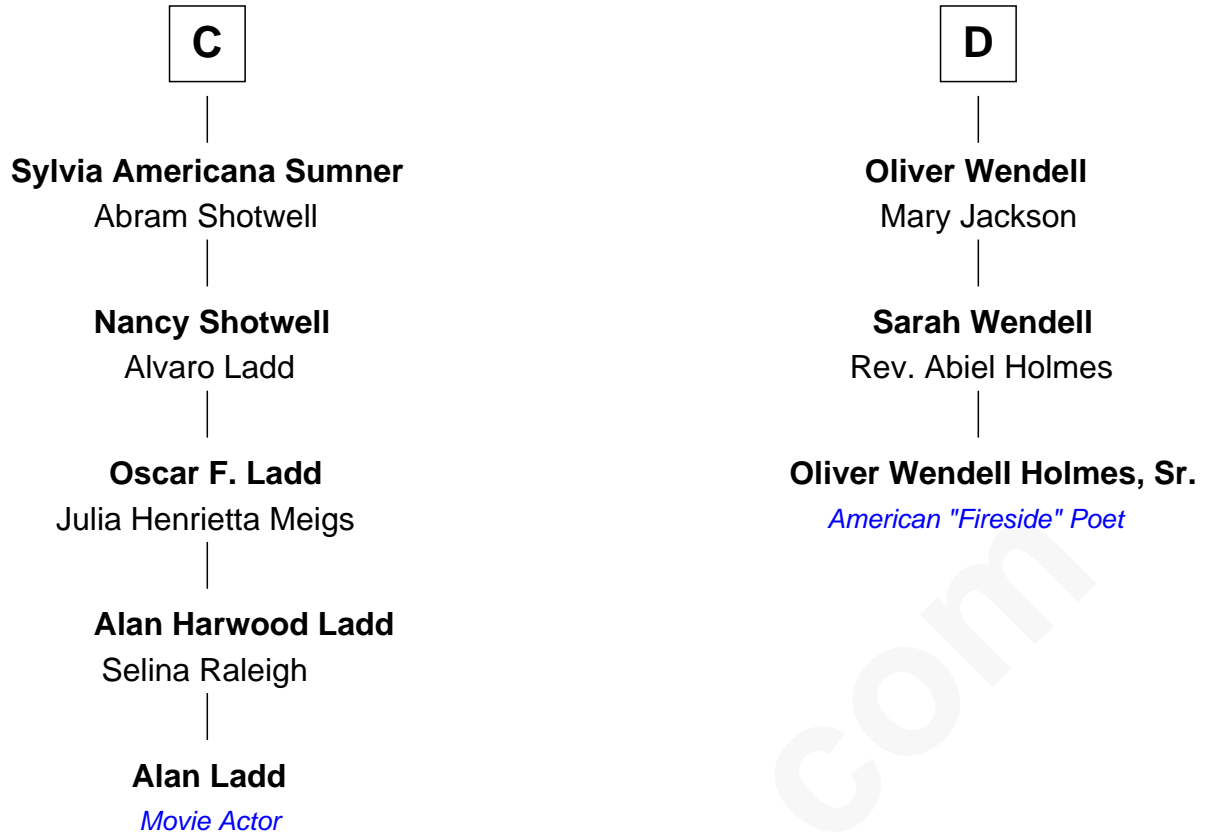 C
Sylvia Americana Sumner
Abram Shotwell
Nancy Shotwell
Alvaro Ladd
Oscar F. Ladd
Julia Henrietta Meigs
Alan Harwood Ladd
Selina Raleigh
Alan Ladd
Movie Actor
D
Oliver Wendell
Mary Jackson
Sarah Wendell
Rev. Abiel Holmes
Oliver Wendell Holmes, Sr.
American "Fireside" Poet
com